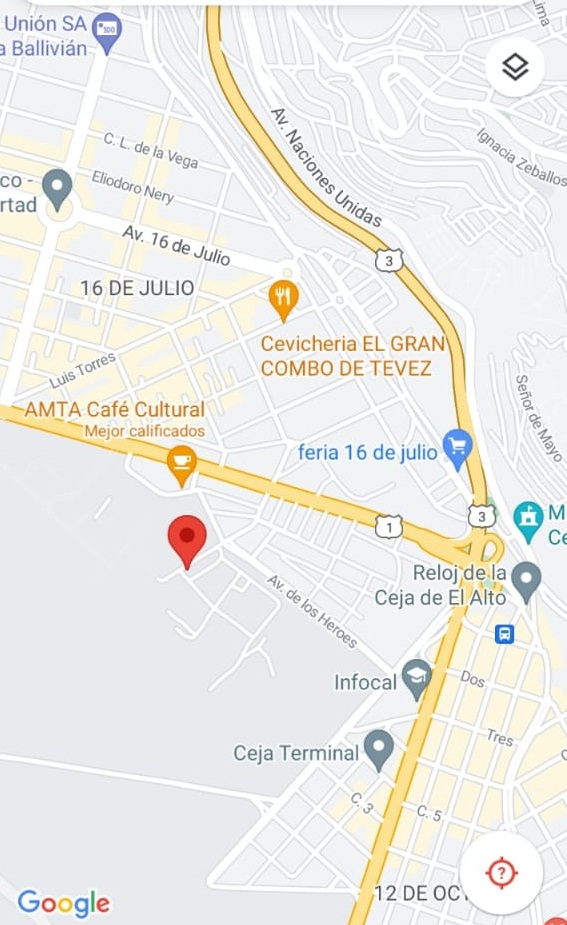 Unión SA
a Ballivián
C. L. de la Vega
Eliodoro Nery
co -
rtad
Av. 16 de Julio
16 DE JULIO
Av. Naciones Unidas
Ignacia Zeballos
Lima
3
Cevicheria EL GRAN
COMBO DE TEVEZ
Luis Torres
AMTA Café Cultural
Mejor calificados
feria 16 de julio
Señor de Mayo
1
3
M
Ce
Reloj de la
Ceja de El Alto
Av. de los Heroes
Infocal
Dos
Tres
Ceja Terminal
C. 3
C. 5
12 DE OCT
?
Google